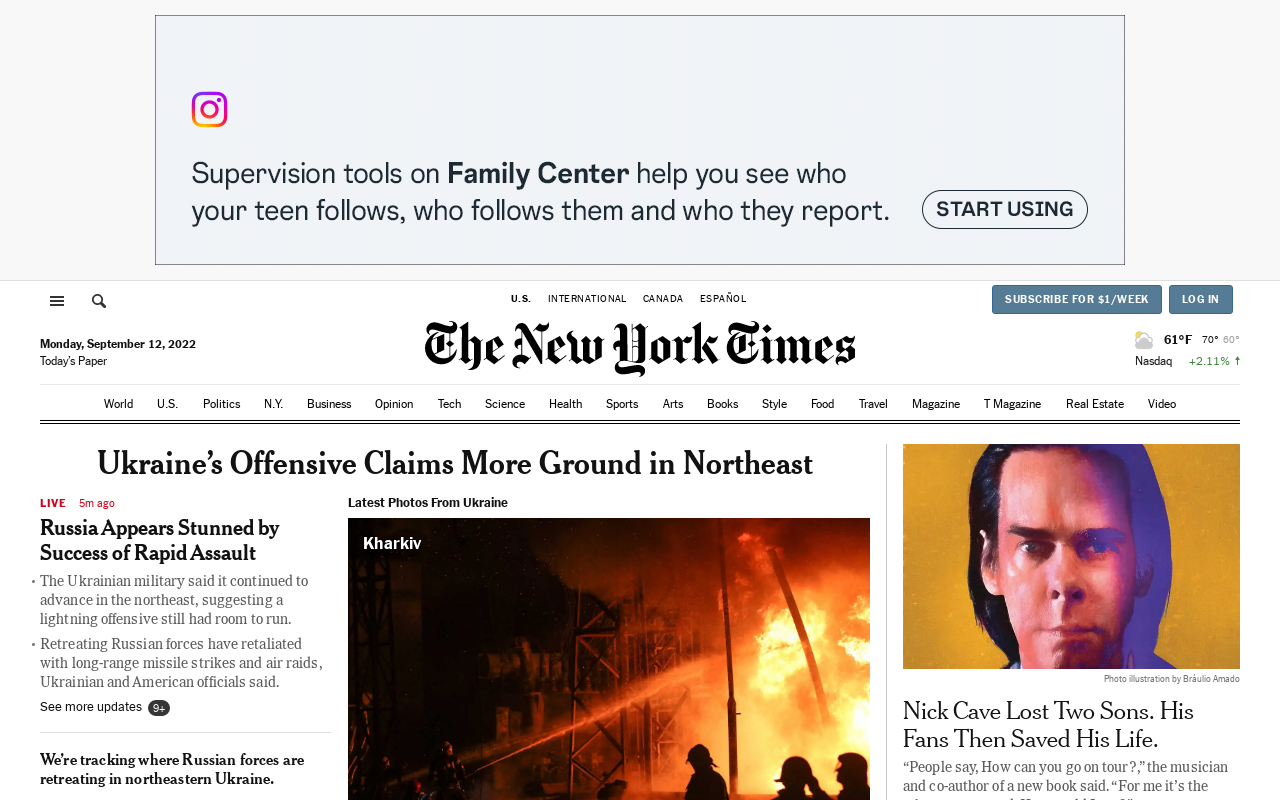 Supervision tools on Family Center help you see who
your teen follows, who follows them and who they report.
START USING
U.S. INTERNATIONAL CANADA ESPAÑOL
SUBSCRIBE FOR $1/WEEK LOG IN
The New York Times
Monday, September 12, 2022
Today's Paper
61°F 70° 60°
Nasdaq +2.11% ↑
World U.S. Politics N.Y. Business Opinion Tech Science Health Sports Arts Books Style Food Travel Magazine T Magazine Real Estate Video
Ukraine’s Offensive Claims More Ground in Northeast
LIVE 5m ago
Russia Appears Stunned by
Success of Rapid Assault
• The Ukrainian military said it continued to
advance in the northeast, suggesting a
lightning offensive still had room to run.
• Retreating Russian forces have retaliated
with long-range missile strikes and air raids,
Ukrainian and American officials said.
See more updates 9+
We’re tracking where Russian forces are
retreating in northeastern Ukraine.
Latest Photos From Ukraine
Kharkiv
Photo illustration by Bráulio Amado
Nick Cave Lost Two Sons. His
Fans Then Saved His Life.
“People say, How can you go on tour?,” the musician
and co-author of a new book said. “For me it’s the